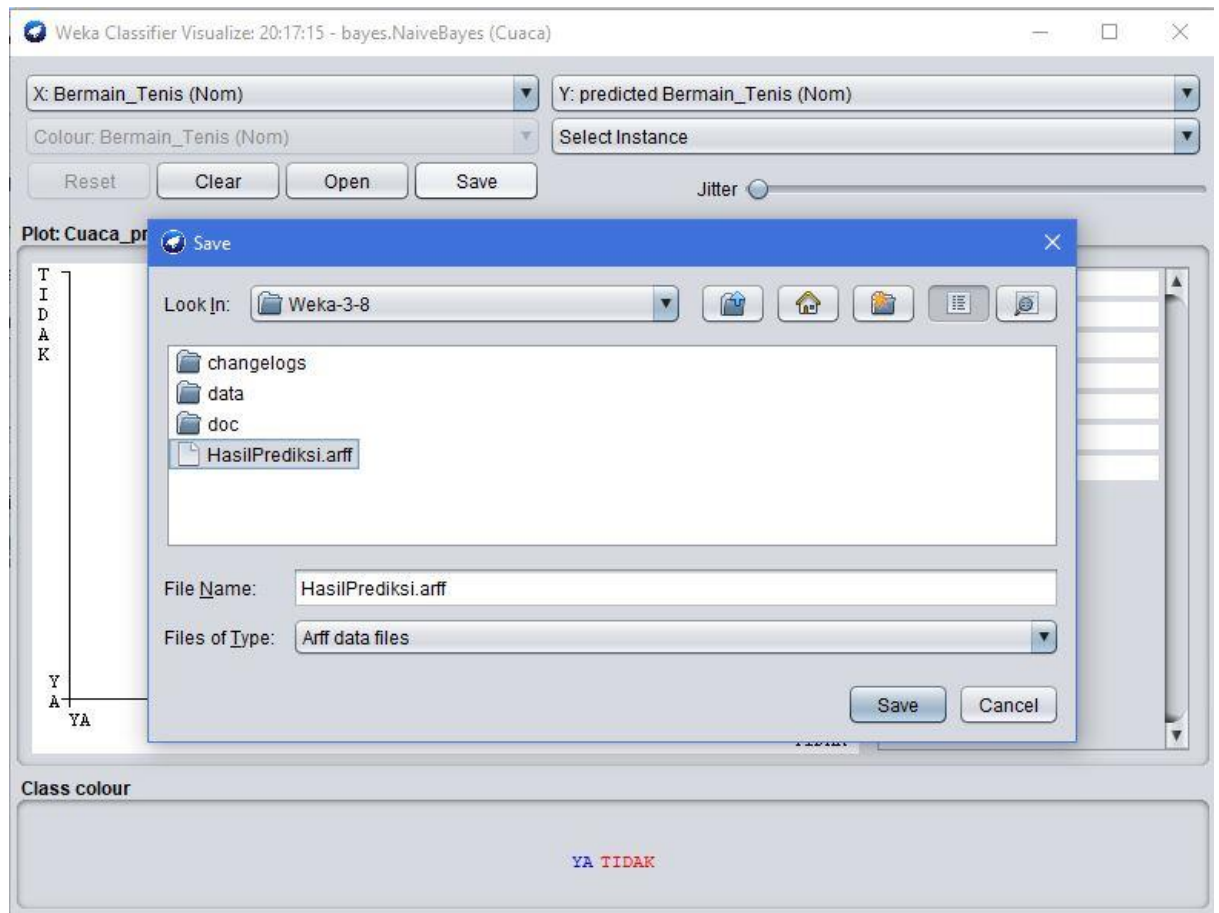 Weka Classifier Visualize: 20:17:15 - bayes.NaiveBayes (Cuaca)
X: Bermain_Tenis (Nom)
Y: predicted Bermain_Tenis (Nom)
Colour: Bermain_Tenis (Nom)
Select Instance
Reset
Clear
Open
Save
Jitter
Plot: Cuaca_pr
TIDAK
Save
Look In:
Weka-3-8
changelogs
data
doc
HasilPrediksi.arff
File Name:
HasilPrediksi.arff
Files of Type:
Arff data files
Save
Cancel
YA
YA
Class colour
YA TIDAK